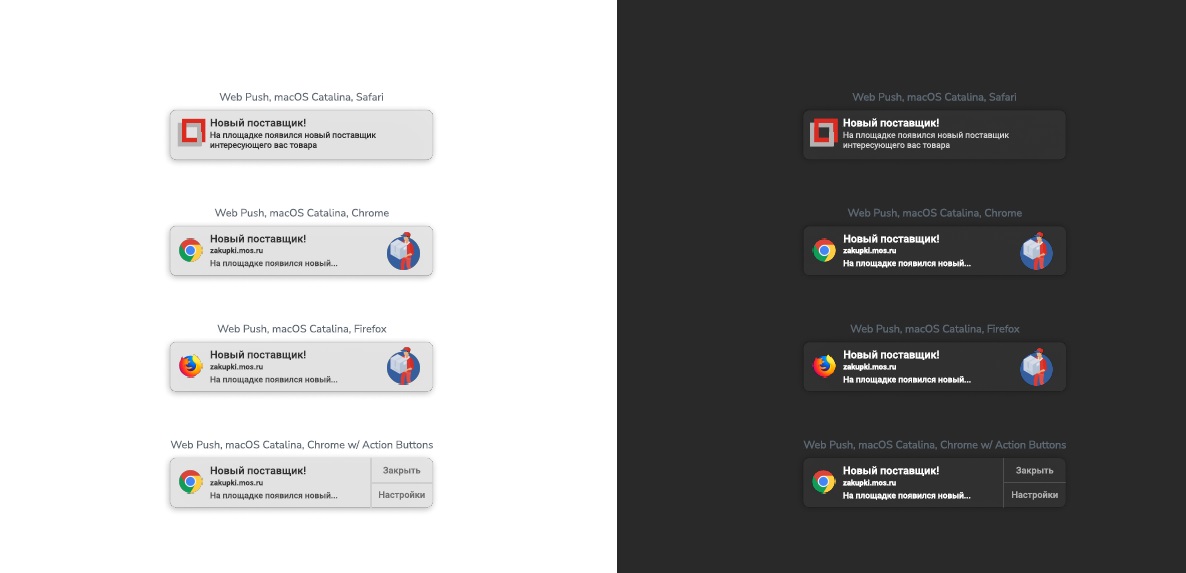 Web Push, macOS Catalina, Safari
Новый поставщик!
На площадке появился новый поставщик
интересующего вас товара
Web Push, macOS Catalina, Chrome
Новый поставщик!
zakupki.mos.ru
На площадке появился новый...
Web Push, macOS Catalina, Firefox
Новый поставщик!
zakupki.mos.ru
На площадке появился новый...
Web Push, macOS Catalina, Chrome w/ Action Buttons
Новый поставщик!
zakupki.mos.ru
На площадке появился новый...
Закрыть
Настройки
Web Push, macOS Catalina, Safari
Новый поставщик!
На площадке появился новый поставщик
интересующего вас товара
Web Push, macOS Catalina, Chrome
Новый поставщик!
zakupki.mos.ru
На площадке появился новый...
Web Push, macOS Catalina, Firefox
Новый поставщик!
zakupki.mos.ru
На площадке появился новый...
Web Push, macOS Catalina, Chrome w/ Action Buttons
Новый поставщик!
zakupki.mos.ru
На площадке появился новый...
Закрыть
Настройки